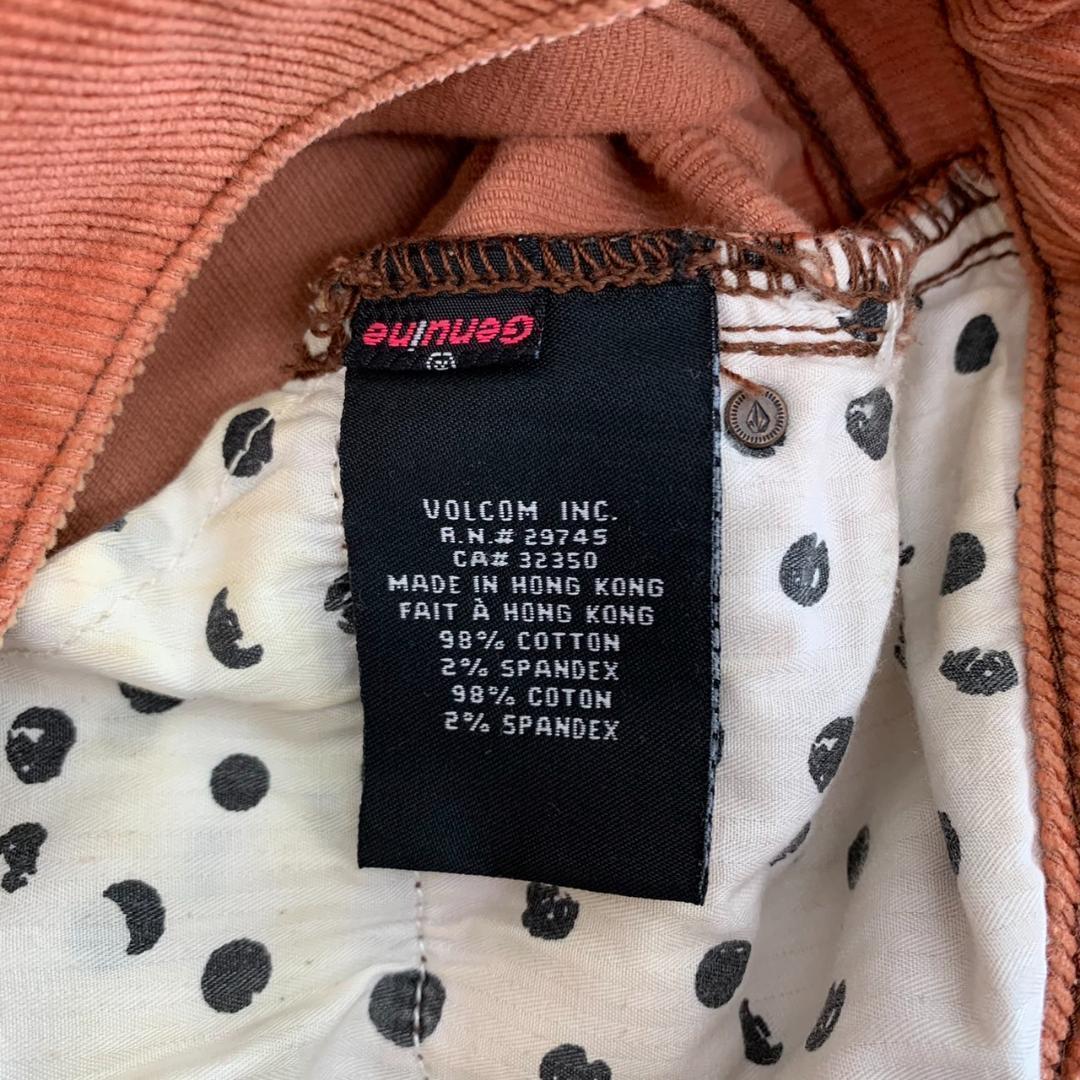 Genuine
VOLCOM INC.
R.N.# 29745
CA# 32350
MADE IN HONG KONG
FAIT À HONG KONG
98% COTTON
2% SPANDEX
98% COTON
2% SPANDEX